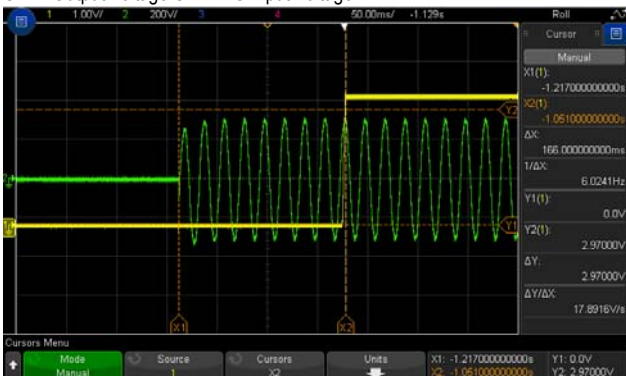 1 1.00V/ 2 200V/ 3 4 50.00ms/ -1.129s Roll
Cursor
Manual
X1(1):
-1.217000000000s
X2(1):
-1.051000000000s
ΔX:
166.000000000ms
1/ΔX:
6.0241Hz
Y1(1):
0.0V
Y2(1):
2.97000V
ΔY:
2.97000V
ΔY/ΔX:
17.8916V/s
Y2
Y1
X1 X2
Cursors Menu
Mode Source Cursors Units X1: -1.217000000000s Y1: 0.0V
Manual 1 X2 X2: -1.051000000000s Y2: 2.97000V